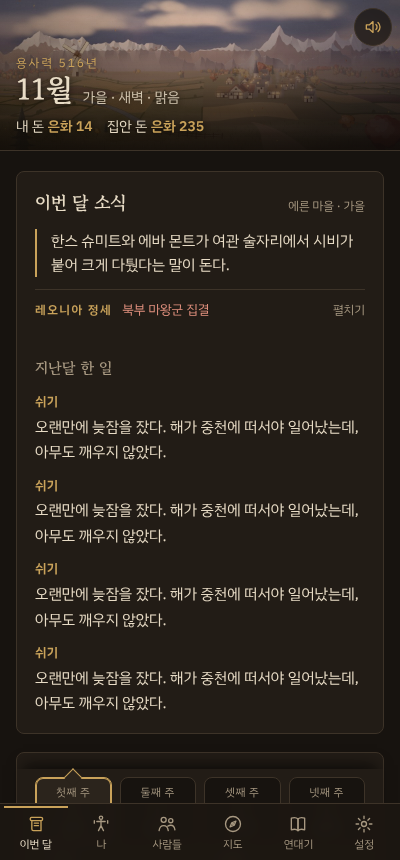 용사력 516년
11월 가을 · 새벽 · 맑음
내 돈 은화 14 집안 돈 은화 235
이번 달 소식 에른 마을 · 가을
한스 슈미트와 에바 몬트가 여관 술자리에서 시비가
붙어 크게 다퉜다는 말이 돈다.
레오니아 정세 북부 마왕군 집결 펼치기
지난달 한 일
쉬기
오랜만에 늦잠을 잤다. 해가 중천에 떠서야 일어났는데,
아무도 깨우지 않았다.
쉬기
오랜만에 늦잠을 잤다. 해가 중천에 떠서야 일어났는데,
아무도 깨우지 않았다.
쉬기
오랜만에 늦잠을 잤다. 해가 중천에 떠서야 일어났는데,
아무도 깨우지 않았다.
쉬기
오랜만에 늦잠을 잤다. 해가 중천에 떠서야 일어났는데,
아무도 깨우지 않았다.
첫째 주 둘째 주 셋째 주 넷째 주
이번 달 나 사람들 지도 연대기 설정